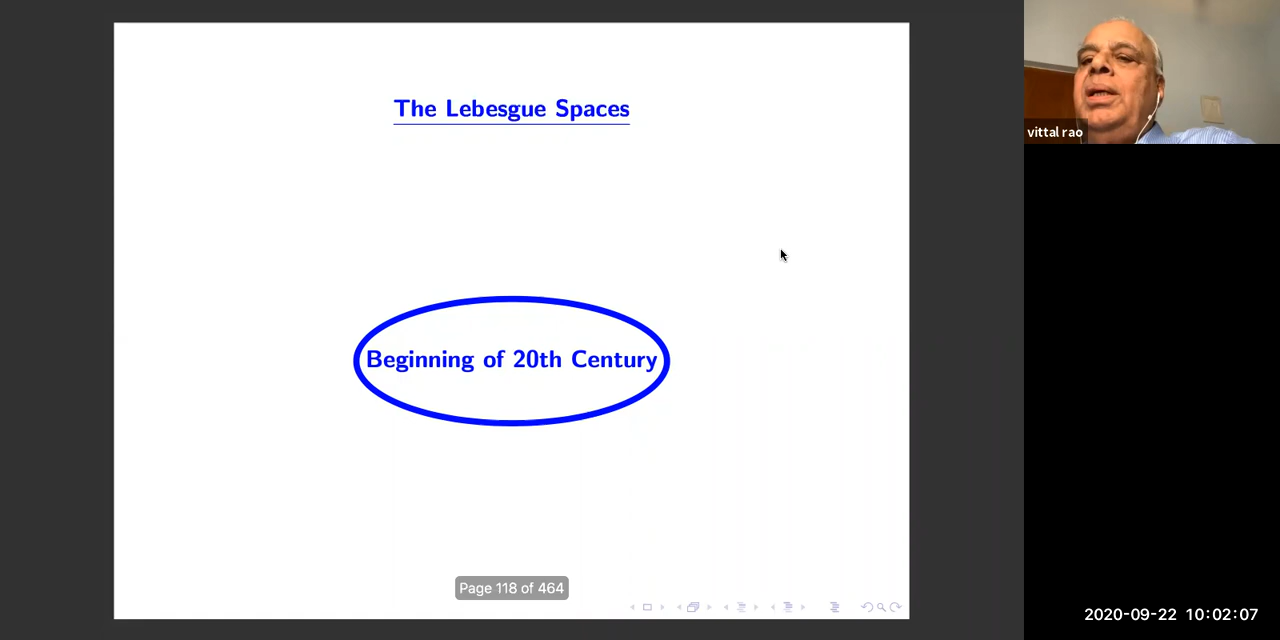 The Lebesgue Spaces
vittal rao
Beginning of 20th Century
Page 118 of 464
2020-09-22 10:02:07